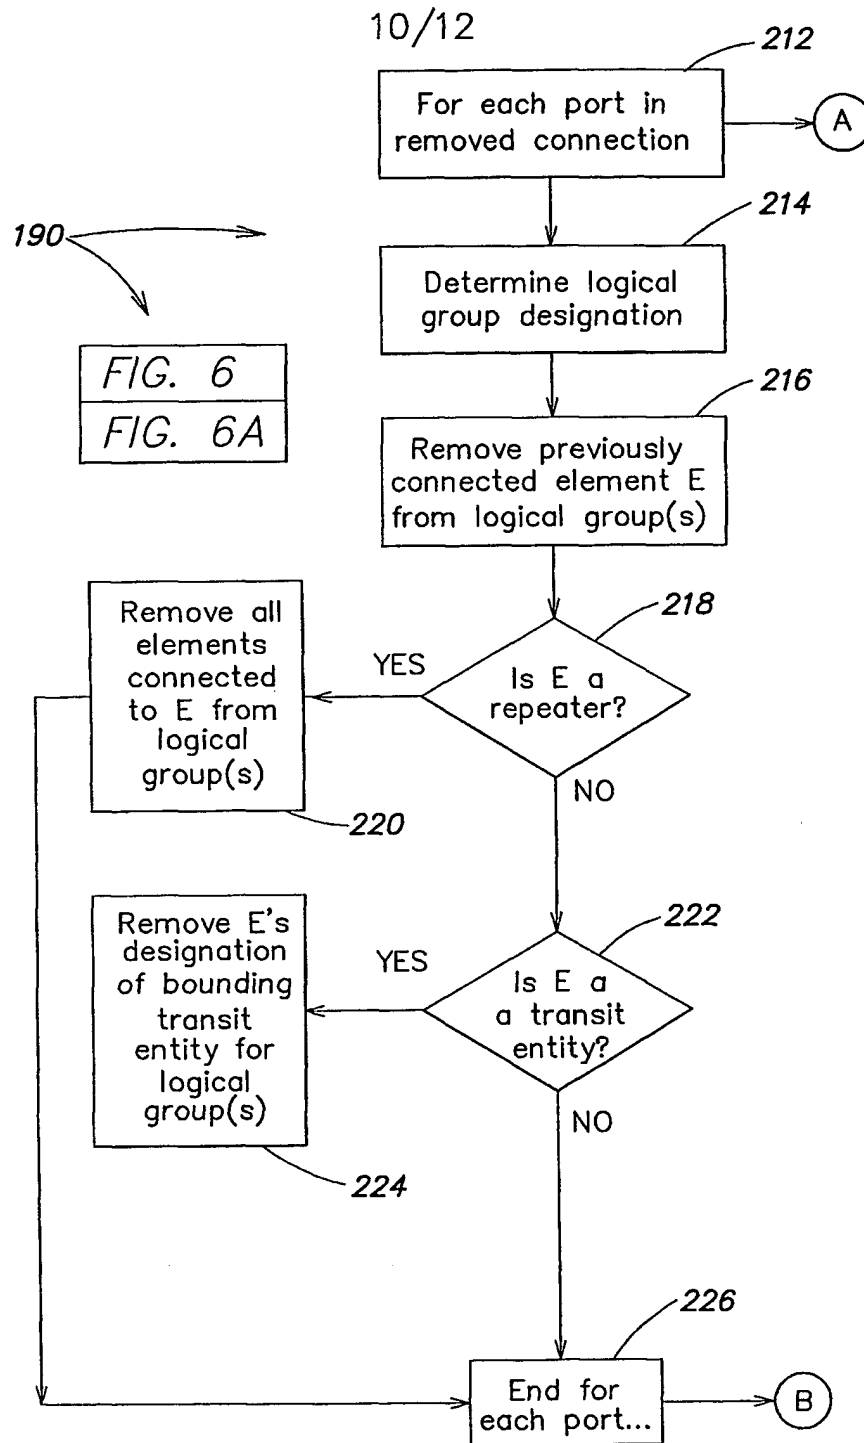 10/12
212
For each port in
removed connection
A
214
190
Determine logical
group designation
FIG. 6
FIG. 6A
216
Remove previously
connected element E
from logical group(s)
218
Remove all
elements
connected
to E from
logical
group(s)
YES
Is E a
repeater?
NO
220
222
Remove E's
designation
of bounding
transit
entity for
logical
group(s)
YES
Is E a
a transit
entity?
NO
224
226
End for
each port...
B